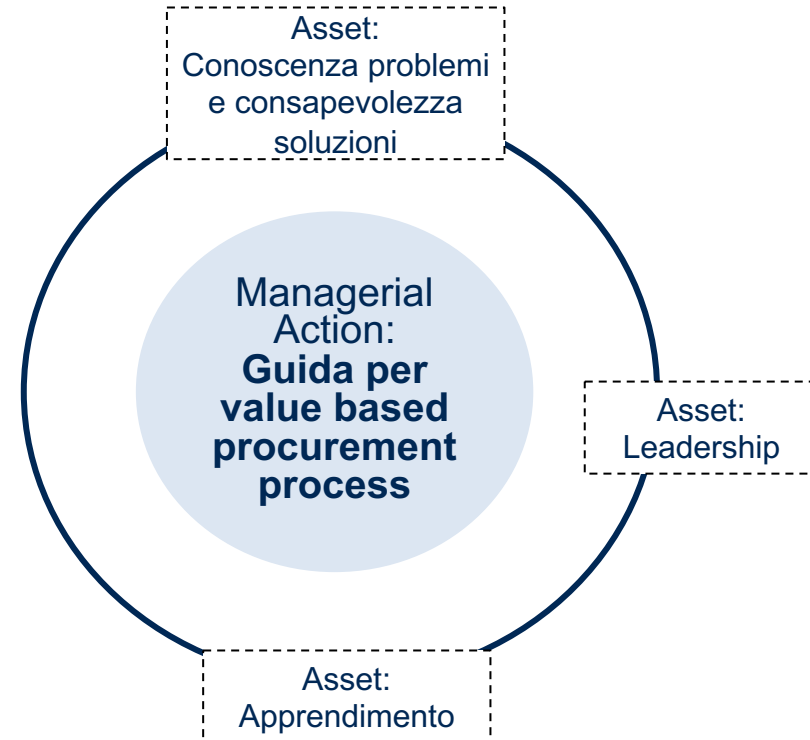 Asset:
Conoscenza problemi
e consapevolezza
soluzioni
Managerial
Action:
Guida per
value based
procurement
process
Asset:
Leadership
Asset:
Apprendimento